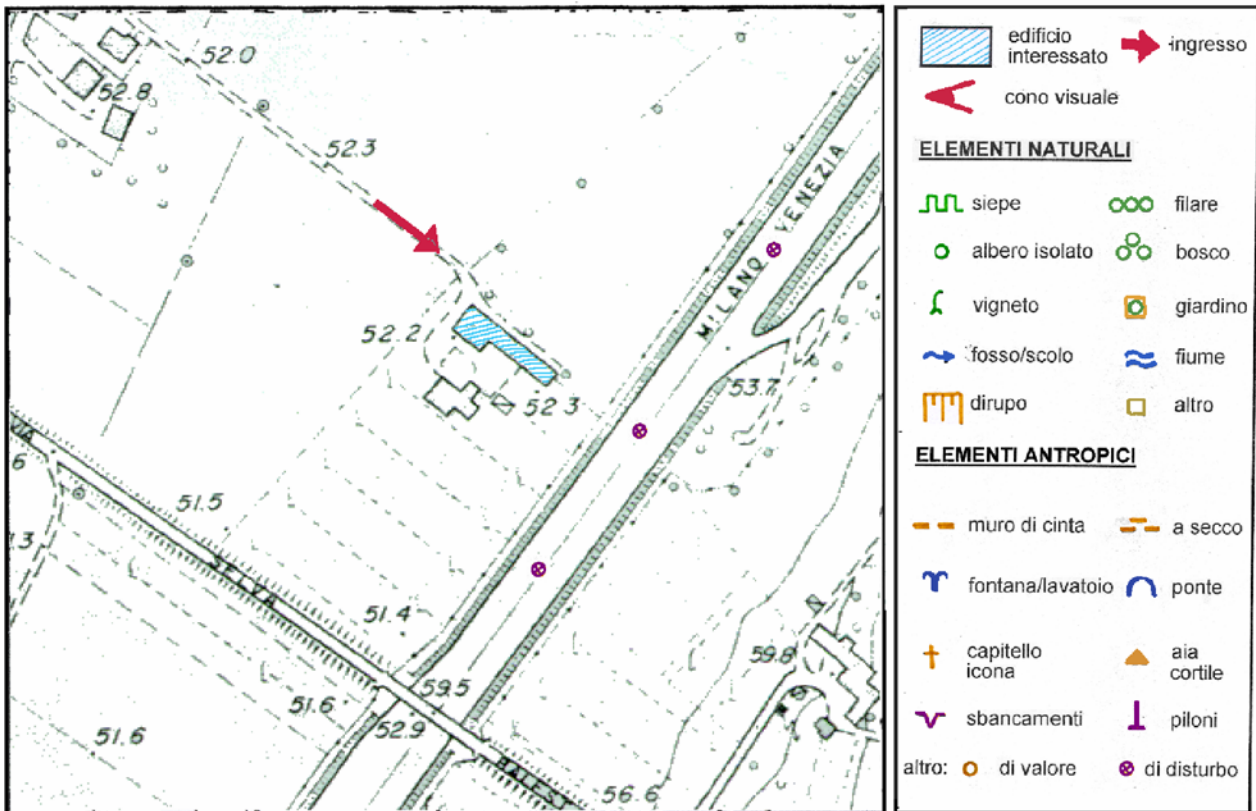 52.0
52.8
52.3
52.2
52.3
MILANO VENEZIA
53.7
VIA
51.5
SELVA
51.4
59.5
51.6
52.9
51.6
59.8
56.6
edificio
interessato
ingresso
cono visuale
ELEMENTI NATURALI
siepe
filare
albero isolato
bosco
vigneto
giardino
fosso/scolo
fiume
dirupo
altro
ELEMENTI ANTROPICI
muro di cinta
a secco
fontana/lavatoio
ponte
capitello
icona
aia
cortile
sbancamenti
piloni
altro:
di valore
di disturbo